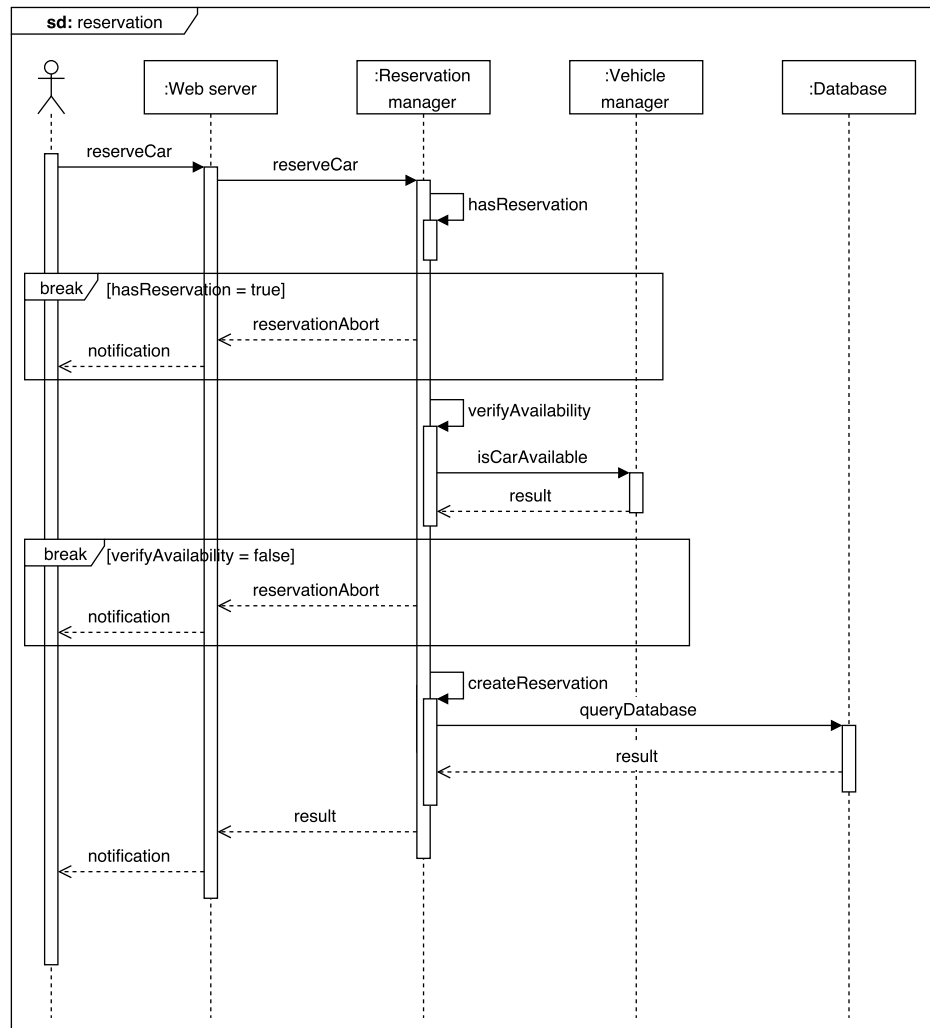 sd: reservation
:Web server
:Reservation
manager
:Vehicle
manager
:Database
reserveCar
reserveCar
hasReservation
break
[hasReservation = true]
reservationAbort
notification
verifyAvailability
isCarAvailable
result
break
[verifyAvailability = false]
reservationAbort
notification
createReservation
queryDatabase
result
result
notification